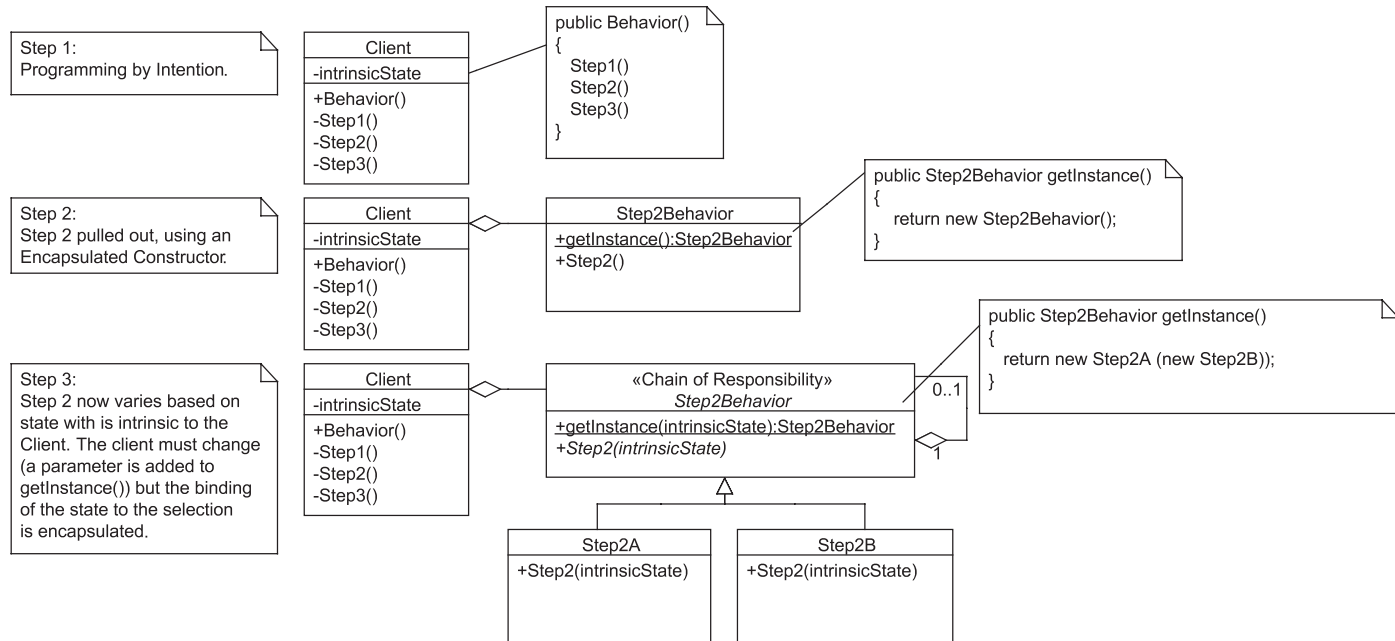 Step 1:
Programming by Intention.
Client
-intrinsicState
+Behavior()
-Step1()
-Step2()
-Step3()
public Behavior()
{
Step1()
Step2()
Step3()
}
Step 2:
Step 2 pulled out, using an
Encapsulated Constructor.
Client
-intrinsicState
+Behavior()
-Step1()
-Step2()
-Step3()
Step2Behavior
+getInstance():Step2Behavior
+Step2()
public Step2Behavior getInstance()
{
return new Step2Behavior();
}
Step 3:
Step 2 now varies based on
state with is intrinsic to the
Client. The client must change
(a parameter is added to
getInstance()) but the binding
of the state to the selection
is encapsulated.
Client
-intrinsicState
+Behavior()
-Step1()
-Step2()
-Step3()
«Chain of Responsibility»
Step2Behavior
+getInstance(intrinsicState):Step2Behavior
+Step2(intrinsicState)
0..1
1
public Step2Behavior getInstance()
{
return new Step2A (new Step2B));
}
Step2A
+Step2(intrinsicState)
Step2B
+Step2(intrinsicState)